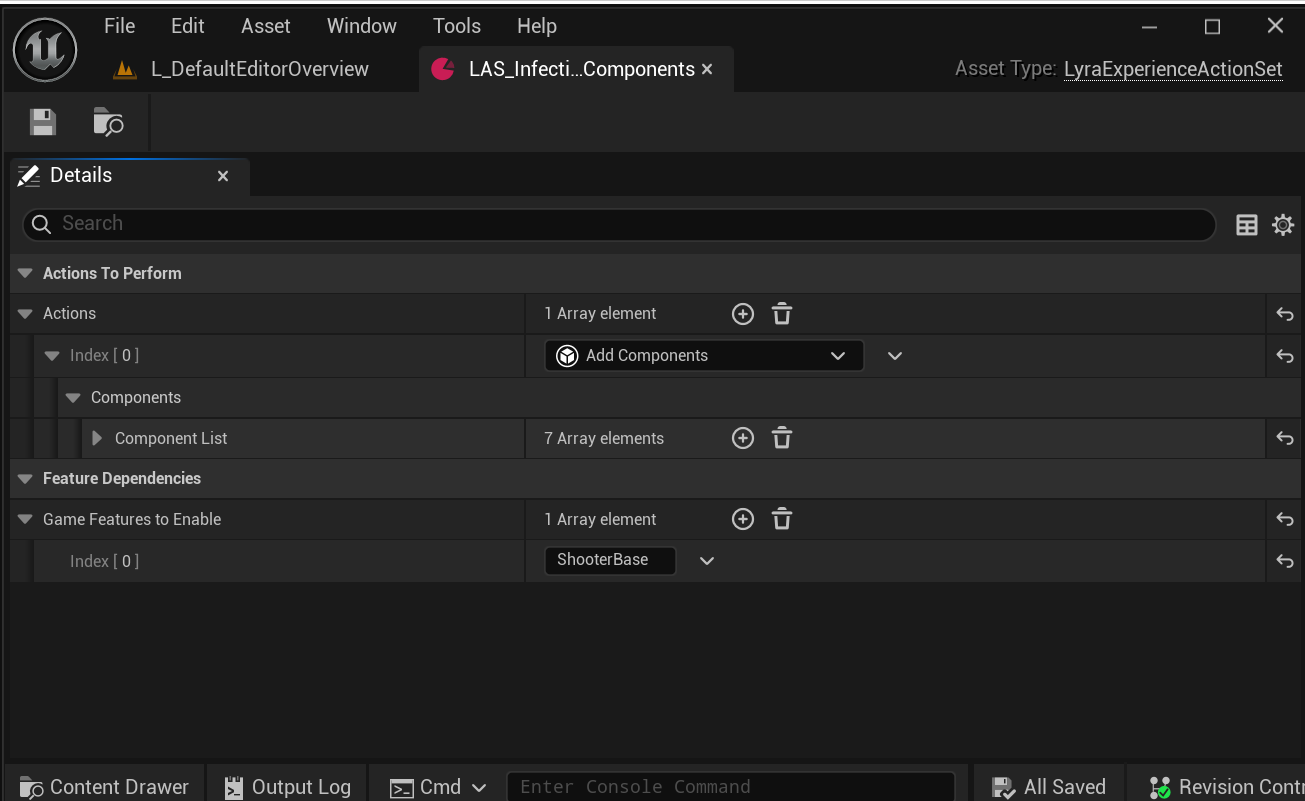 File Edit Asset Window Tools Help
L_DefaultEditorOverview LAS_Infecti...Components Asset Type: LyraExperienceActionSet
Details
Search
Actions To Perform
Actions 1 Array element
Index [ 0 ] Add Components
Components
Component List 7 Array elements
Feature Dependencies
Game Features to Enable 1 Array element
Index [ 0 ] ShooterBase
Content Drawer Output Log Cmd Enter Console Command All Saved Revision Contr